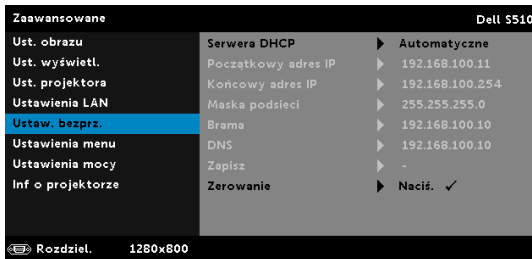 Zaawansowane Dell S510
Ust. obrazu
Ust. wyświetl.
Ust. projektora
Ustawienia LAN
Ustaw. bezprz.
Ustawienia menu
Ustawienia mocy
Inf o projektorze
Serwera DHCP Automatyczne
Początkowy adres IP 192.168.100.11
Końcowy adres IP 192.168.100.254
Maska podsieci 255.255.255.0
Brama 192.168.100.10
DNS 192.168.100.10
Zapisz -
Zerowanie Naciś. ✓
Rozdziel. 1280x800